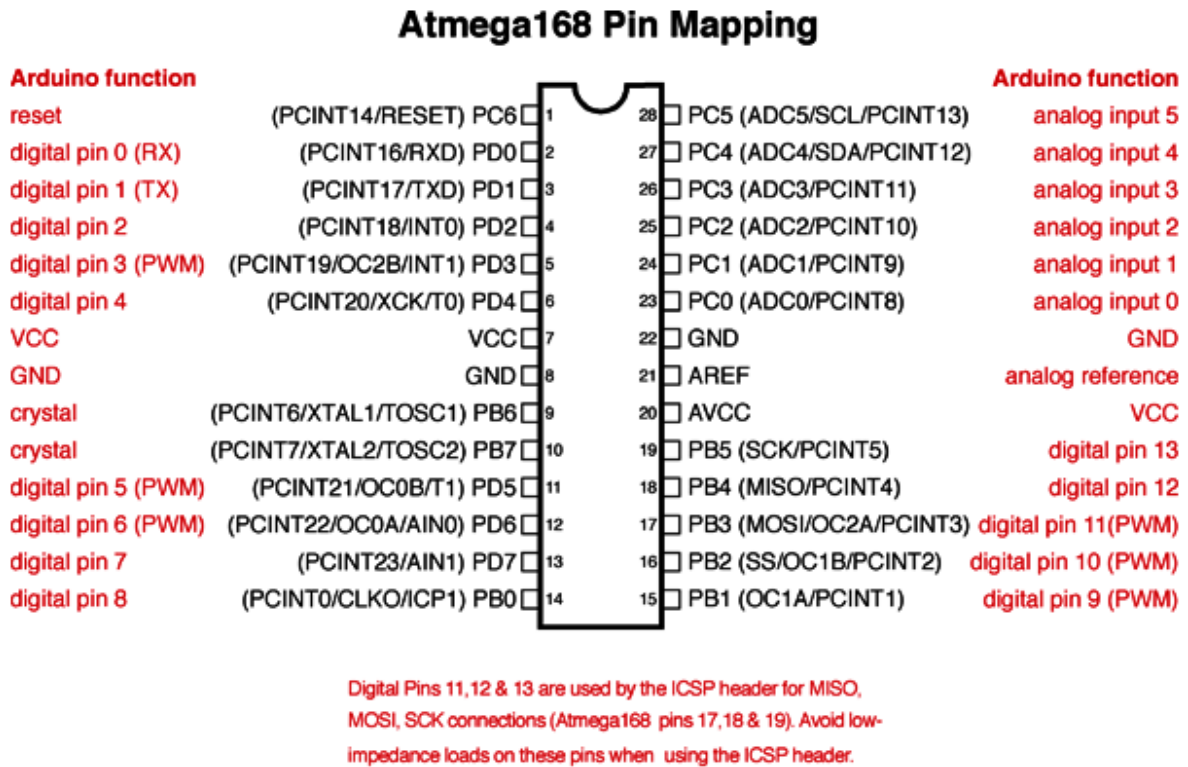 Atmega168 Pin Mapping
Arduino function Arduino function
reset (PCINT14/RESET) PC6 1 28 PC5 (ADC5/SCL/PCINT13) analog input 5
digital pin 0 (RX) (PCINT16/RXD) PD0 2 27 PC4 (ADC4/SDA/PCINT12) analog input 4
digital pin 1 (TX) (PCINT17/TXD) PD1 3 26 PC3 (ADC3/PCINT11) analog input 3
digital pin 2 (PCINT18/INT0) PD2 4 25 PC2 (ADC2/PCINT10) analog input 2
digital pin 3 (PWM) (PCINT19/OC2B/INT1) PD3 5 24 PC1 (ADC1/PCINT9) analog input 1
digital pin 4 (PCINT20/XCK/T0) PD4 6 23 PC0 (ADC0/PCINT8) analog input 0
VCC VCC 7 22 GND GND
GND GND 8 21 AREF analog reference
crystal (PCINT6/XTAL1/TOSC1) PB6 9 20 AVCC VCC
crystal (PCINT7/XTAL2/TOSC2) PB7 10 19 PB5 (SCK/PCINT5) digital pin 13
digital pin 5 (PWM) (PCINT21/OC0B/T1) PD5 11 18 PB4 (MISO/PCINT4) digital pin 12
digital pin 6 (PWM) (PCINT22/OC0A/AIN0) PD6 12 17 PB3 (MOSI/OC2A/PCINT3) digital pin 11(PWM)
digital pin 7 (PCINT23/AIN1) PD7 13 16 PB2 (SS/OC1B/PCINT2) digital pin 10 (PWM)
digital pin 8 (PCINT0/CLKO/ICP1) PB0 14 15 PB1 (OC1A/PCINT1) digital pin 9 (PWM)
Digital Pins 11,12 & 13 are used by the ICSP header for MISO,
MOSI, SCK connections (Atmega168 pins 17,18 & 19). Avoid low-
impedance loads on these pins when using the ICSP header.